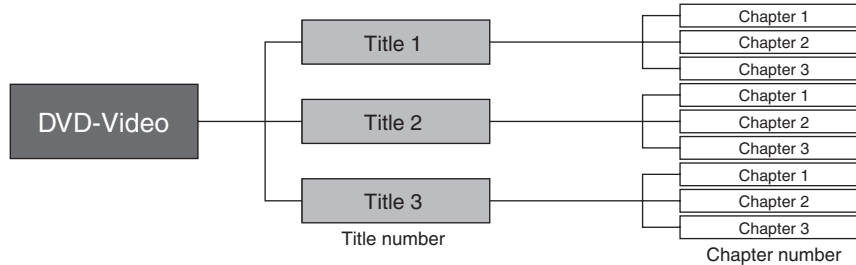 DVD-Video
Title 1
Chapter 1
Chapter 2
Chapter 3
Title 2
Chapter 1
Chapter 2
Chapter 3
Title 3
Chapter 1
Chapter 2
Chapter 3
Title number
Chapter number